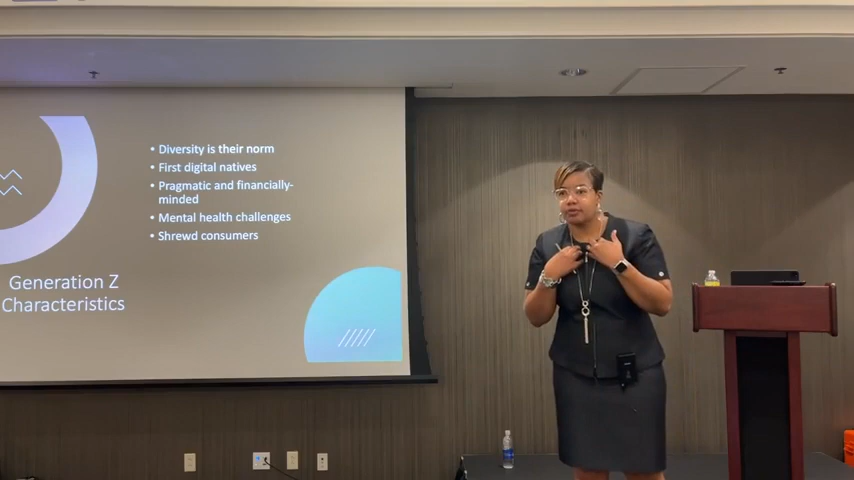 • Diversity is their norm
• First digital natives
• Pragmatic and financially-
minded
• Mental health challenges
• Shrewd consumers
Generation Z
Characteristics